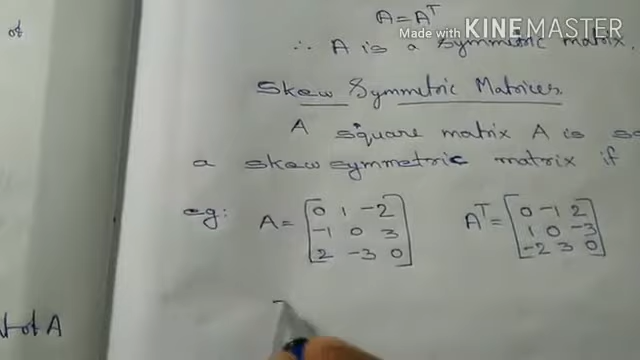 of
A = Aᵀ
Made with KINEMASTER
∴ A is a symmetric matrix.
Skew Symmetric Matrices
A square matrix A is
a skew symmetric matrix if
eg: A = [0 1 -2
-1 0 3
2 -3 0]
Aᵀ = [0 -1 2
1 0 -3
-2 3 0]
of A